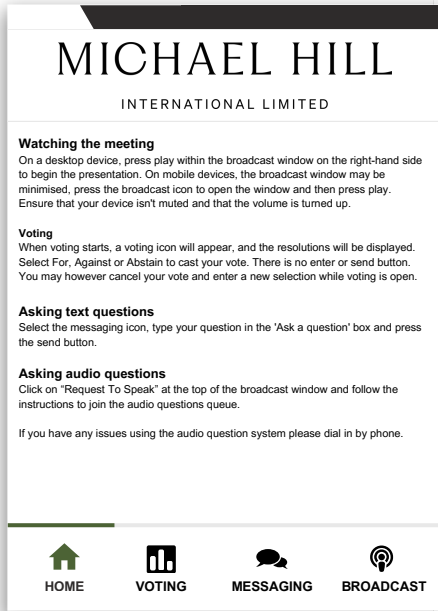 MICHAEL HILL
INTERNATIONAL LIMITED
Watching the meeting
On a desktop device, press play within the broadcast window on the right-hand side
to begin the presentation. On mobile devices, the broadcast window may be
minimised, press the broadcast icon to open the window and then press play.
Ensure that your device isn't muted and that the volume is turned up.
Voting
When voting starts, a voting icon will appear, and the resolutions will be displayed.
Select For, Against or Abstain to cast your vote. There is no enter or send button.
You may however cancel your vote and enter a new selection while voting is open.
Asking text questions
Select the messaging icon, type your question in the 'Ask a question' box and press
the send button.
Asking audio questions
Click on “Request To Speak” at the top of the broadcast window and follow the
instructions to join the audio questions queue.
If you have any issues using the audio question system please dial in by phone.
HOME VOTING MESSAGING BROADCAST